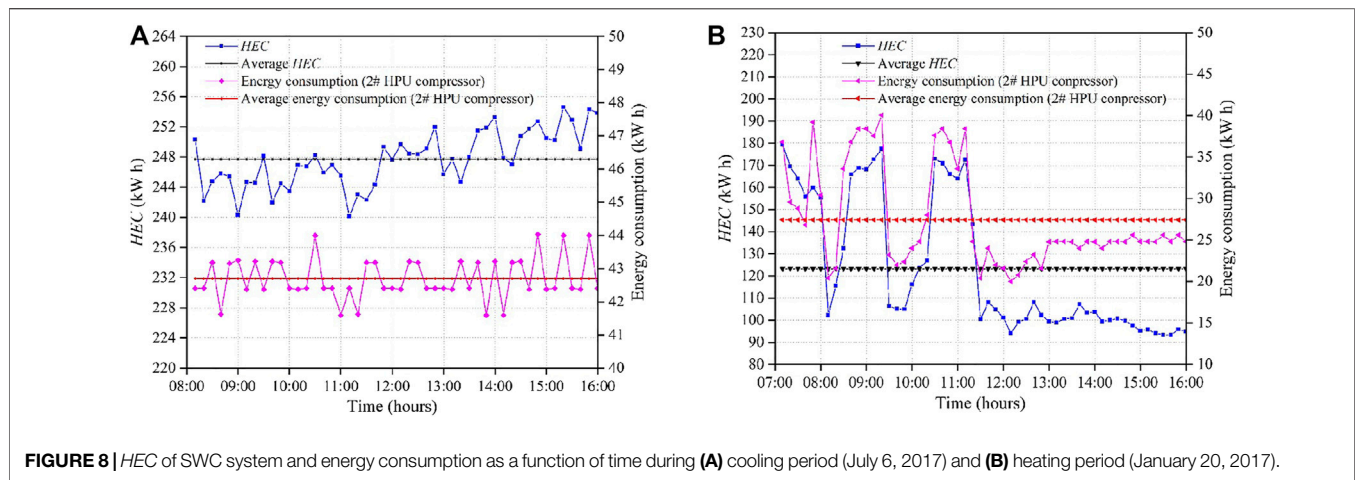 A
HEC
Average HEC
Energy consumption (2# HPU compressor)
Average energy consumption (2# HPU compressor)
264
260
256
252
248
244
240
236
232
228
224
220
HEC (kW h)
50
49
48
47
46
45
44
43
42
41
40
Energy consumption (kW h)
08:00 09:00 10:00 11:00 12:00 13:00 14:00 15:00 16:00
Time (hours)
B
HEC
Average HEC
Energy consumption (2# HPU compressor)
Average energy consumption (2# HPU conpressor)
230
220
210
200
190
180
170
160
150
140
130
120
110
100
90
80
HEC (kW h)
50
45
40
35
30
25
20
15
10
Energy consumption (kW h)
07:00 08:00 09:00 10:00 11:00 12:00 13:00 14:00 15:00 16:00
Time (hours)
FIGURE 8 | HEC of SWC system and energy consumption as a function of time during (A) cooling period (July 6, 2017) and (B) heating period (January 20, 2017).